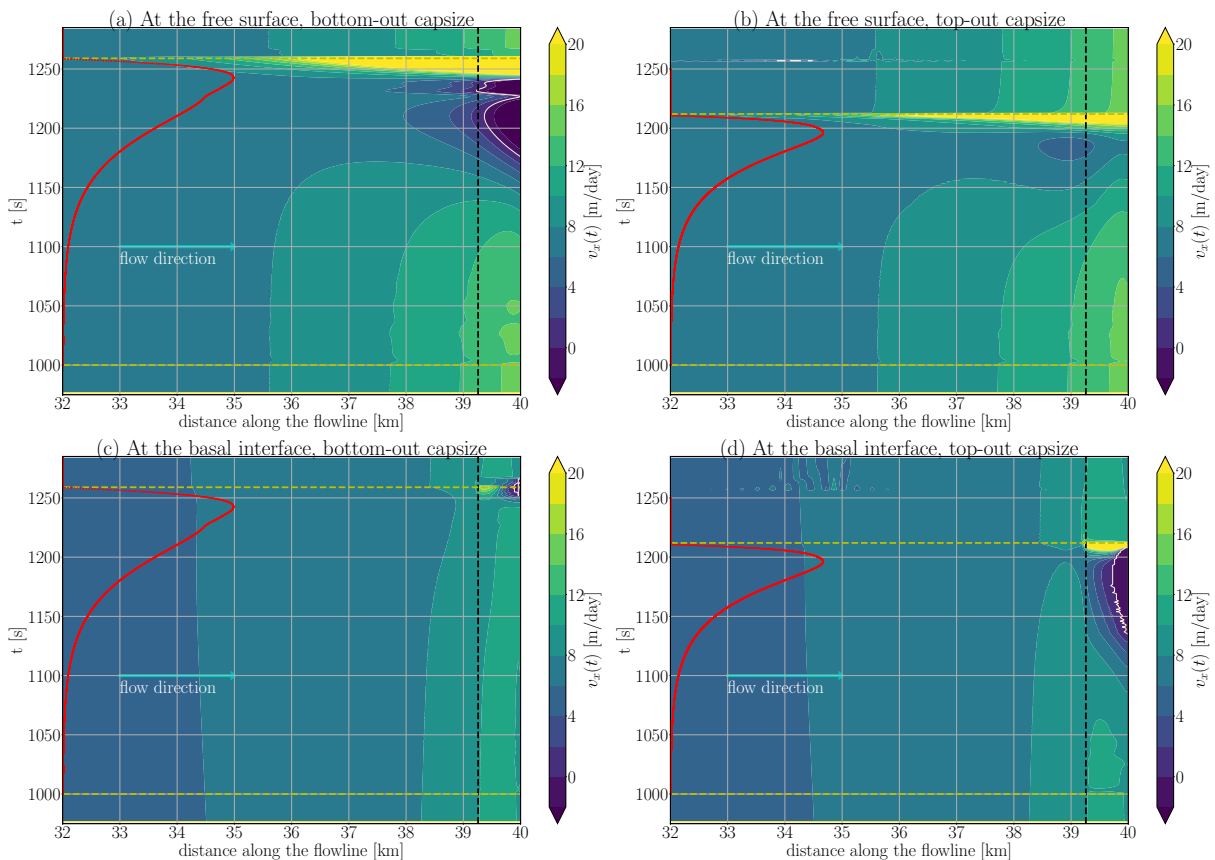 (a) At the free surface, bottom-out capsize
(b) At the free surface, top-out capsize
1250
1200
1150
1100
1050
1000
t [s]
flow direction
32 33 34 35 36 37 38 39 40
distance along the flowline [km]
20
16
12
8
4
0
v_x(t) [m/day]
1250
1200
1150
1100
1050
1000
t [s]
flow direction
32 33 34 35 36 37 38 39 40
distance along the flowline [km]
20
16
12
8
4
0
v_x(t) [m/day]
(c) At the basal interface, bottom-out capsize
(d) At the basal interface, top-out capsize
1250
1200
1150
1100
1050
1000
t [s]
flow direction
32 33 34 35 36 37 38 39 40
distance along the flowline [km]
20
16
12
8
4
0
v_x(t) [m/day]
1250
1200
1150
1100
1050
1000
t [s]
flow direction
32 33 34 35 36 37 38 39 40
distance along the flowline [km]
20
16
12
8
4
0
v_x(t) [m/day]